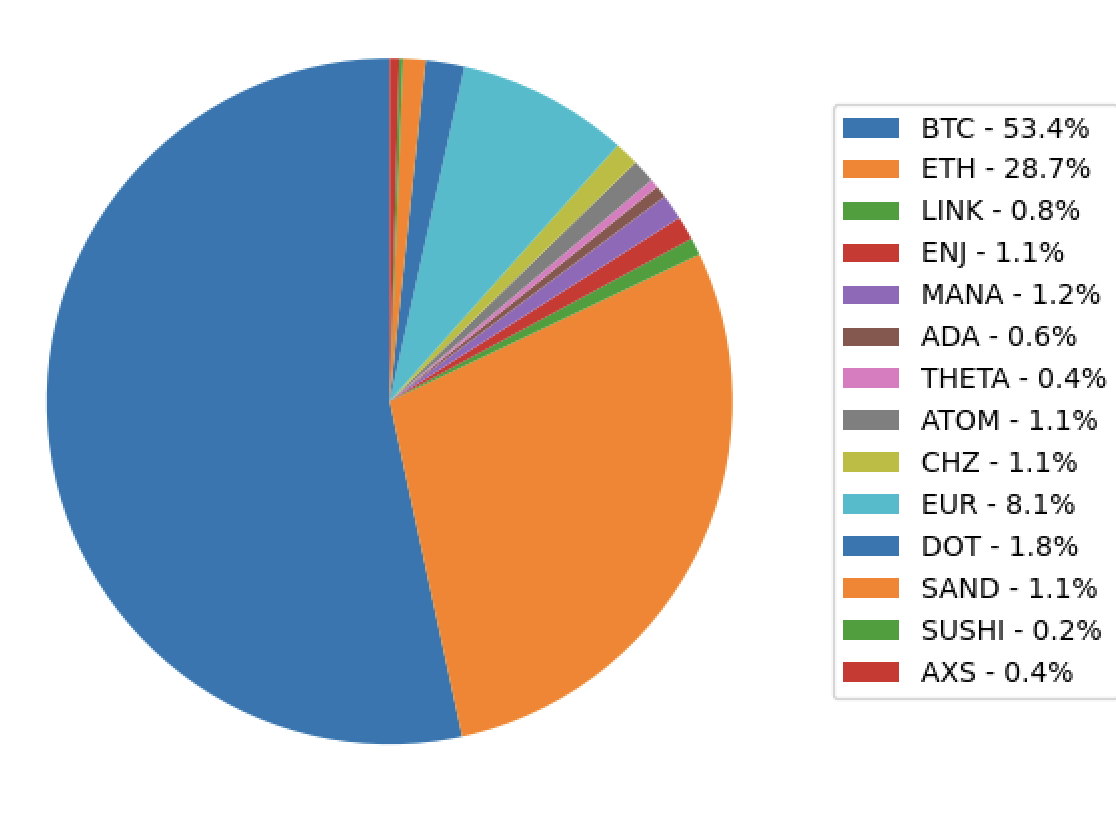 BTC - 53.4%
ETH - 28.7%
LINK - 0.8%
ENJ - 1.1%
MANA - 1.2%
ADA - 0.6%
THETA - 0.4%
ATOM - 1.1%
CHZ - 1.1%
EUR - 8.1%
DOT - 1.8%
SAND - 1.1%
SUSHI - 0.2%
AXS - 0.4%